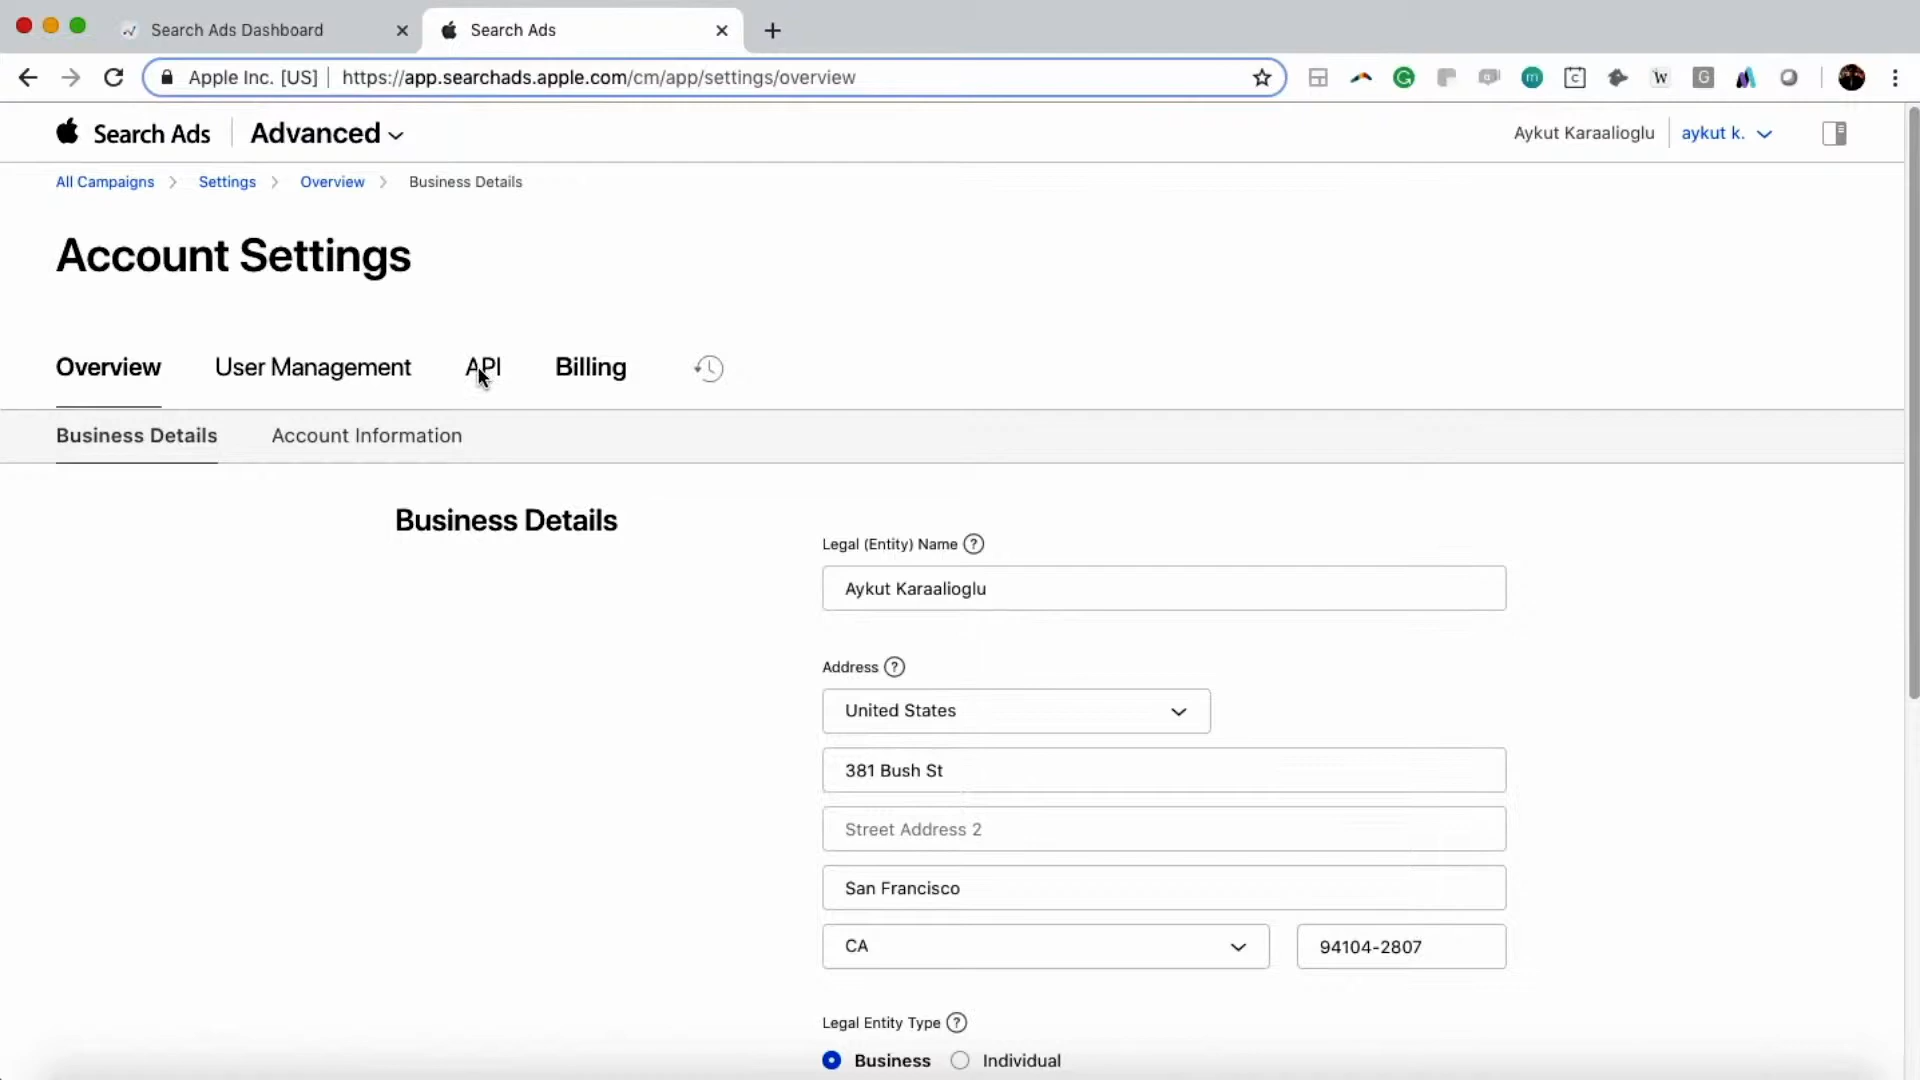 Search Ads Dashboard
Search Ads
Apple Inc. [US] https://app.searchads.apple.com/cm/app/settings/overview
Search Ads Advanced
Aykut Karaalioglu aykut k.
All Campaigns Settings Overview Business Details
Account Settings
Overview User Management API Billing
Business Details Account Information
Business Details
Legal (Entity) Name ?
Aykut Karaalioglu
Address ?
United States
381 Bush St
Street Address 2
San Francisco
CA 94104-2807
Legal Entity Type ?
Business Individual